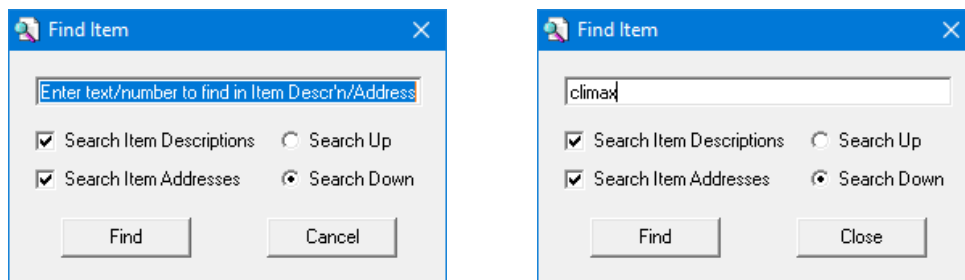 Find Item
Enter text/number to find in Item Descr'n/Address
Search Item Descriptions Search Up
Search Item Addresses Search Down
Find Cancel
Find Item
climax
Search Item Descriptions Search Up
Search Item Addresses Search Down
Find Close